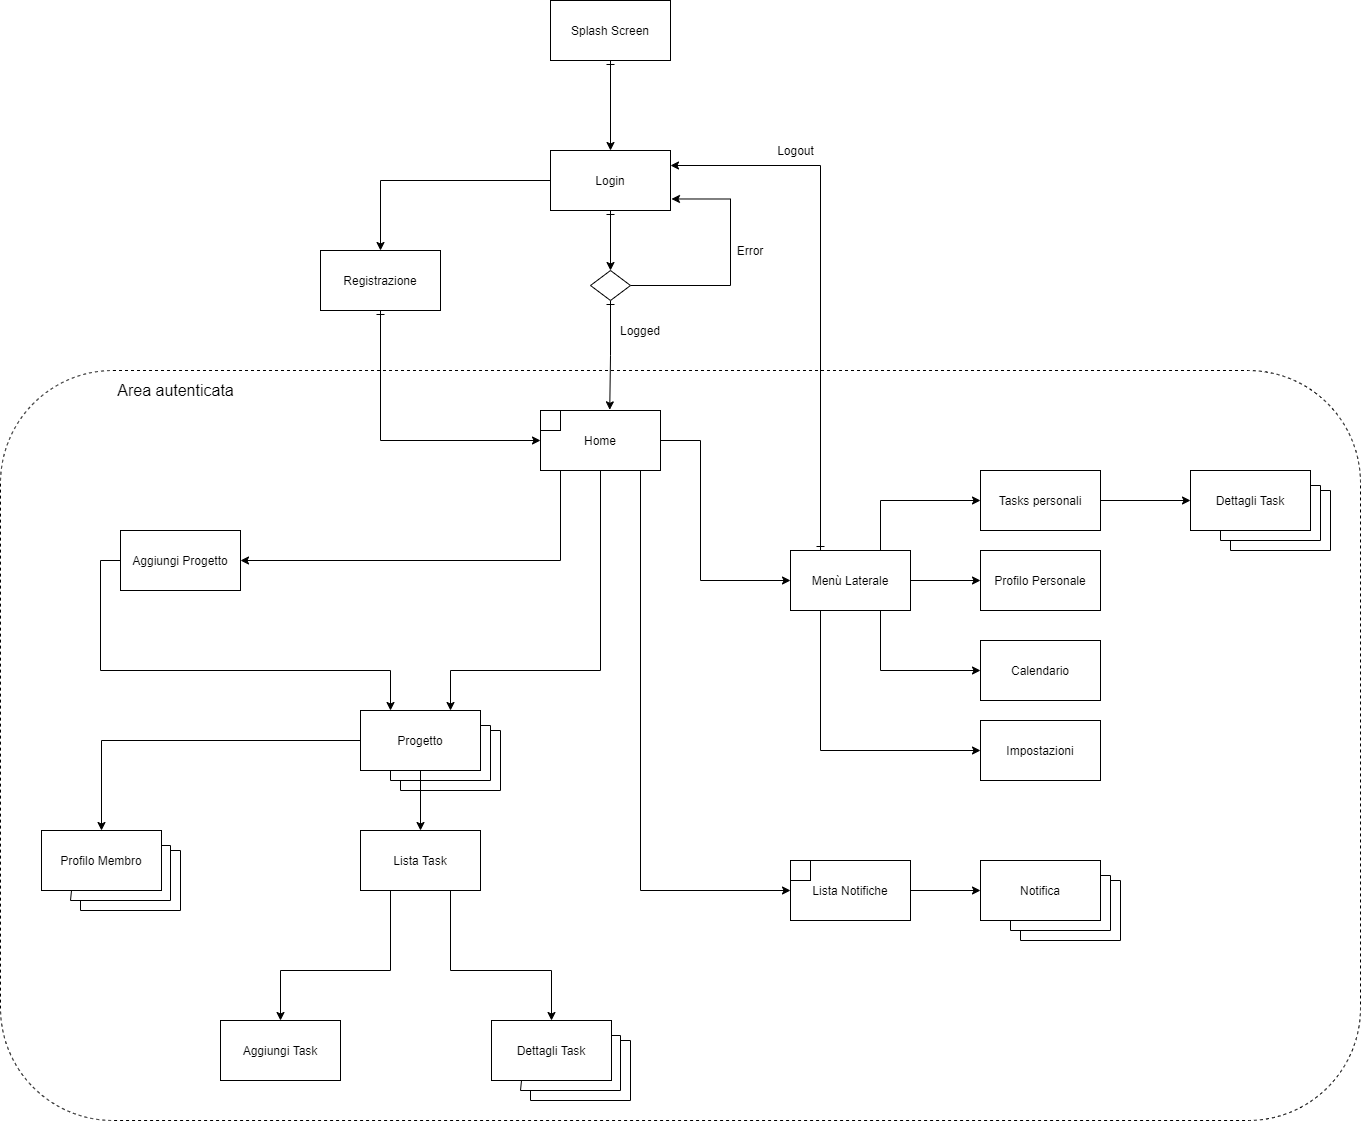 Splash Screen
Logout
Login
Error
Registrazione
Logged
Area autenticata
Home
Tasks personali
Dettagli Task
Aggiungi Progetto
Menù Laterale
Profilo Personale
Calendario
Progetto
Impostazioni
Profilo Membro
Lista Task
Lista Notifiche
Notifica
Aggiungi Task
Dettagli Task